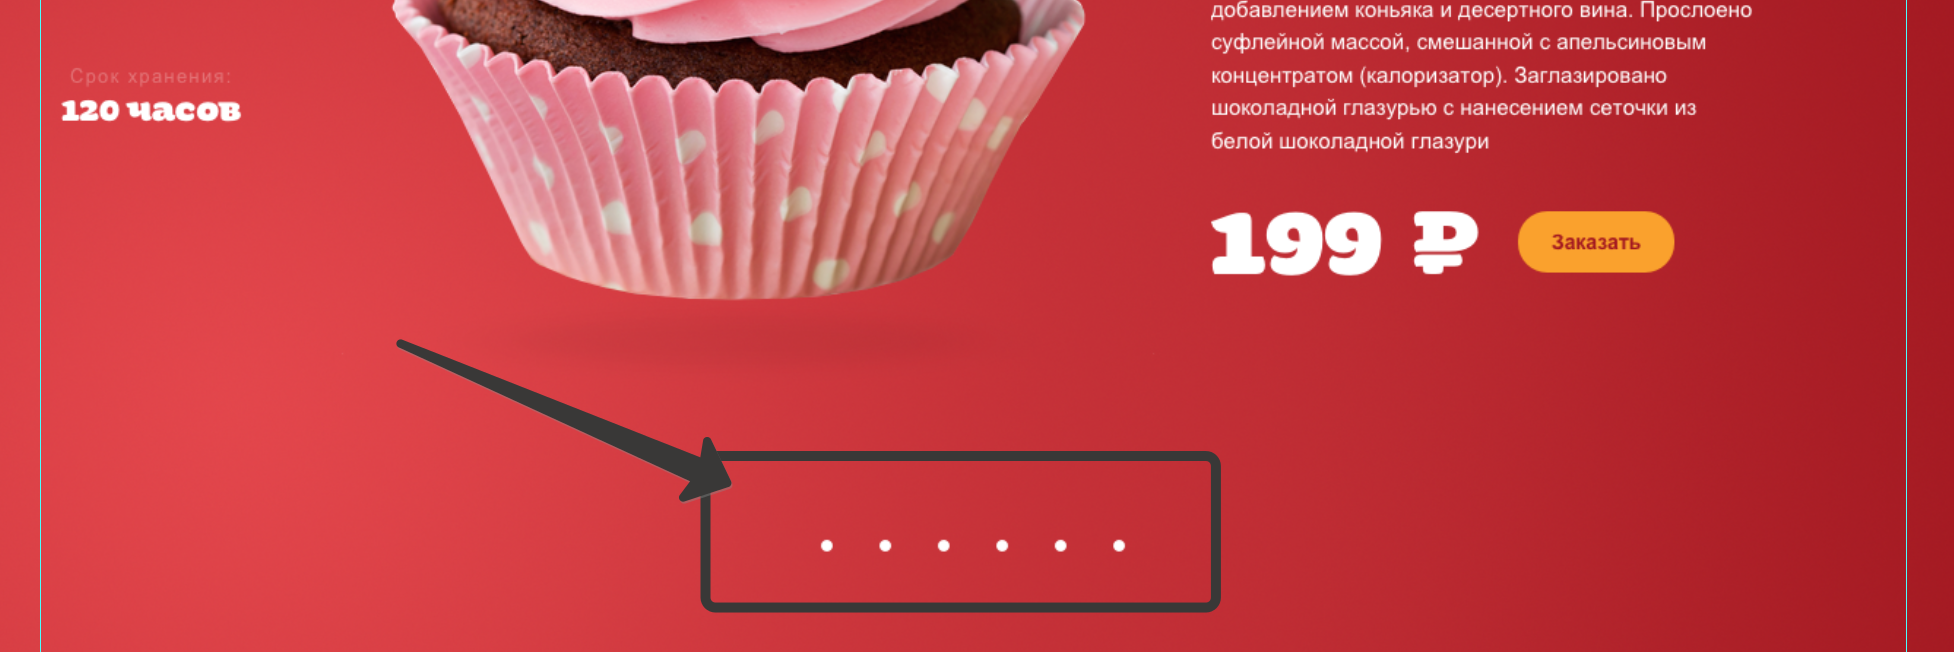 добавлением коньяка и десертного вина. Прослоено
суфлейной массой, смешанной с апельсиновым
концентратом (калоризатор). Заглазировано
шоколадной глазурью с нанесением сеточки из
белой шоколадной глазури
Срок хранения:
120 часов
199 ₽
Заказать